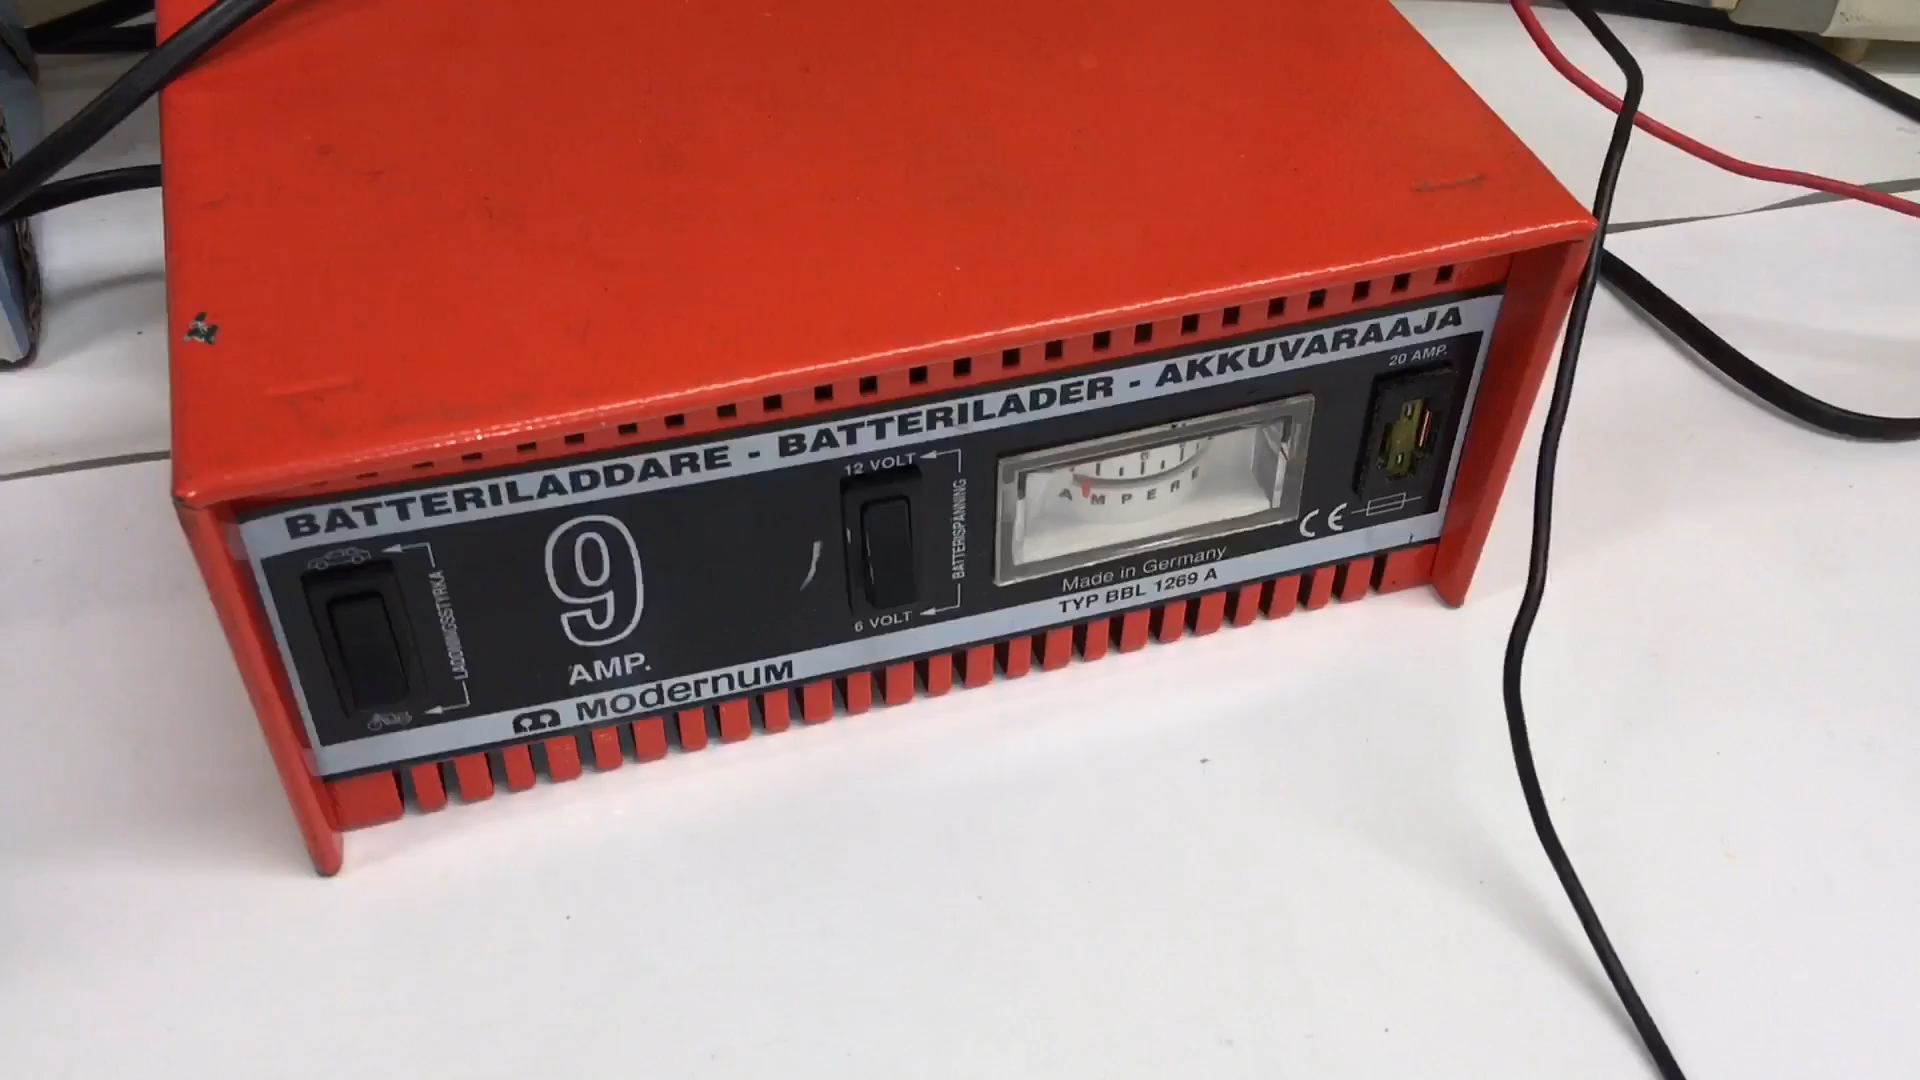 BATTERILADDARE - BATTERILADER - AKKUVARAAJA
20 AMP.
12 VOLT
BATTERISPÄNNING
6 VOLT
LADDNINGSSTYRKA
9
AMP.
AMPERE
CE
Made in Germany
TYP BBL 1269 A
MODERNUM